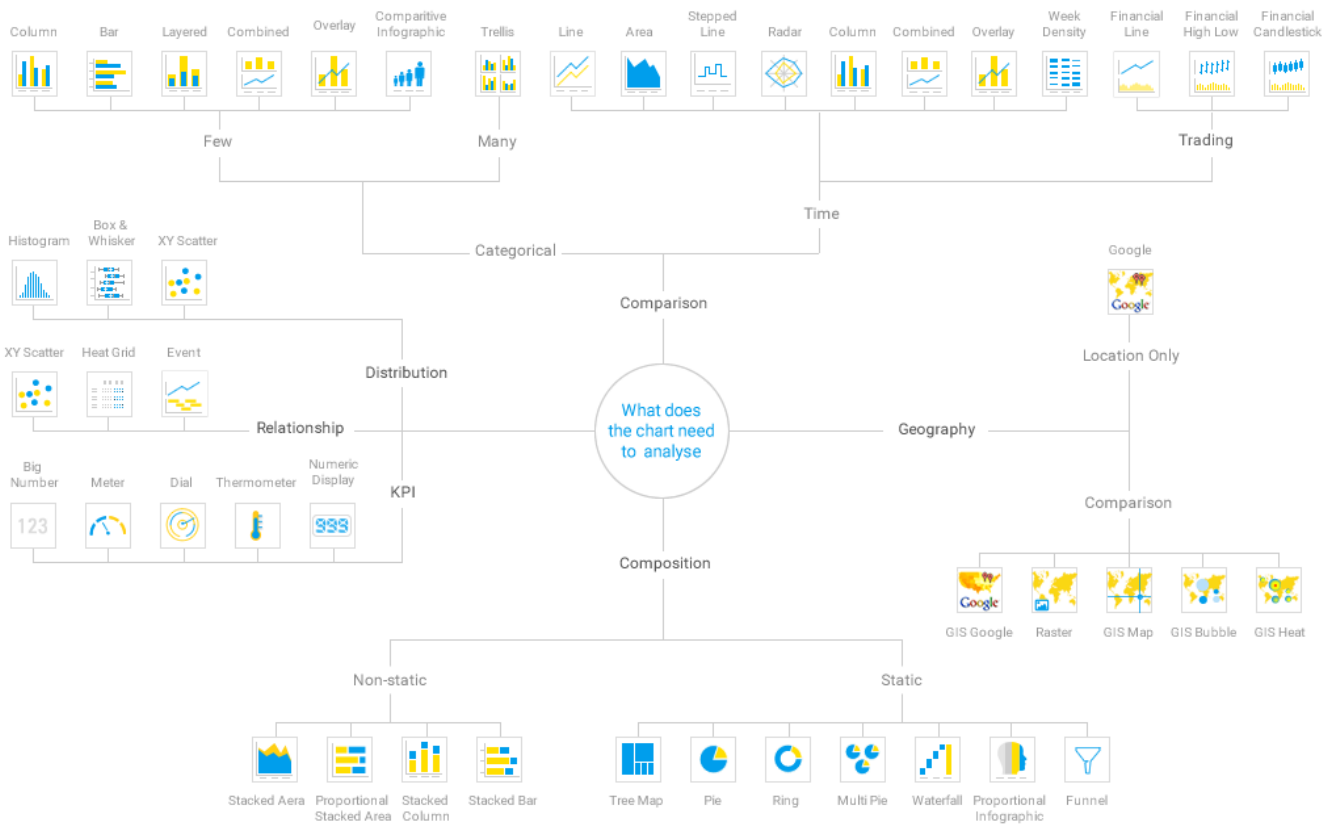 Column
Bar
Layered
Combined
Overlay
Comparitive
Infographic
Trellis
Line
Area
Stepped
Line
Radar
Column
Combined
Overlay
Week
Density
Financial
Line
Financial
High Low
Financial
Candlestick
Few
Many
Trading
Time
Categorical
Comparison
Histogram
Box &
Whisker
XY Scatter
Distribution
XY Scatter
Heat Grid
Event
Relationship
Big
Number
Meter
Dial
Thermometer
Numeric
Display
123
999
KPI
What does
the chart need
to analyse
Google
Google
Location Only
Geography
Comparison
Google
GIS Google
Raster
GIS Map
GIS Bubble
GIS Heat
Composition
Non-static
Static
Stacked Aera
Proportional
Stacked Area
Stacked
Column
Stacked Bar
Tree Map
Pie
Ring
Multi Pie
Waterfall
Proportional
Infographic
Funnel